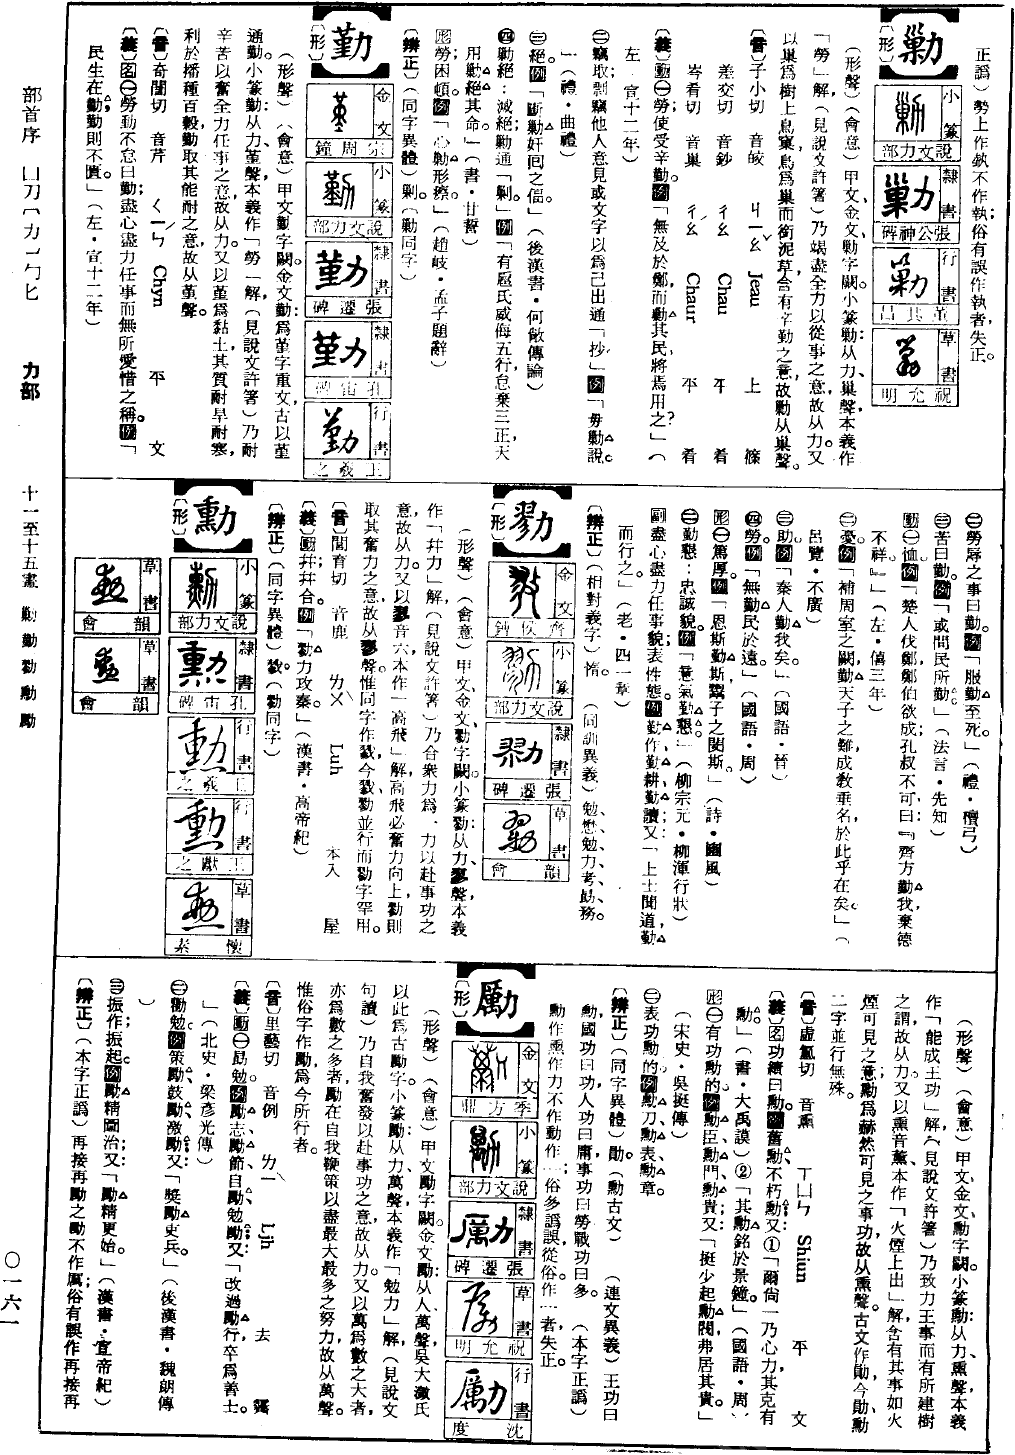 正譌）勢上作埶不作執；俗有誤作執者失正。
勦
〔形〕
小篆 說文力部
隸書 張公神碑
行書 董其昌
草書 祝允明
（形聲）（會意）甲文金文勦字闕。小篆勦：从力、巢聲，本義作
「勞」解（見說文許箸）乃竭盡全力以從事之意，故从力。又
以巢爲樹上鳥窠，鳥爲巢而銜泥草，含有辛勤之意，故勦从巢聲。
〔音〕子小切 音皎 ㄐㄧㄠˇ Jeau 上 篠
差交切 音鈔 ㄔㄠ Chau 平 肴
岑肴切 音巢 ㄔㄠˊ Chaur 平 肴
〔義〕動㊀勞：使受辛勤。例「無及於鄭而勦其民，將焉用之」（
左·宣十二年）
㊁竊取：剽竊他人意見或文字以爲己出，通「抄」。例「毋勦說。
」（禮·曲禮）
㊂絕。例「斷勦奸回之偪」（後漢書·何敞傳論）
㊃勦絕：滅絕；勦通「剿」。例「有扈氏威侮五行，怠棄三正，天
用勦絕其命。」（書·甘誓）
形勞困頓。例「心勦形瘵。」（趙岐·孟子題辭）
〔辨正〕（同字異體）剿。（勦同字）
勤
〔形〕
金文 宗周鐘
小篆 說文力部
隸書 張遷碑
隸書 孔宙碑
行書 王羲之
（形聲）（會意）甲文勤字闕。金文勤：爲堇字重文，古以堇
通勤。小篆勤：从力、堇聲，本義作「勞」解（見說文許箸）乃耐
辛苦以奮全力任事之意，故从力。又以堇爲黏土，其質耐旱耐寒，
利於播種百穀，勤取其能耐之意，故从堇聲。
〔音〕奇闇切 音芹 ㄑㄧㄣˊ Chyn 平 文
〔義〕名㊀勞動不怠曰勤；盡心盡力任事而無所愛惜之稱。例「
民生在勤，勤則不匱。」（左·宣十二年）
㊁勞辱之事曰勤。例「服勤至死。」（禮·檀弓）
㊂苦曰勤。例「或問民所勤」（法言·先知）
動㊀恤。例「楚人伐鄭，鄭伯欲成，孔叔不可，曰：『齊方勤我，棄德
不祥』」（左·僖三年）
㊁憂。例「補周室之闕，勤天子之難，成敎垂名於此乎在矣。」（
呂覽·不廣）
㊂助。例「秦人勤我矣。」（國語·晉）
㊃勞。例「無勤民於遠。」（國語·周）
形㊀篤厚。例「恩斯勤斯，鬻子之閔斯。」（詩·豳風）
㊁勤懇：忠誠貌。例「意氣勤懇。」（柳宗元·柳渾行狀）
副盡心盡力任事貌；表性態。例勤作、勤耕、勤讀；又「上士聞道，勤
而行之。」（老·四一章）
〔辨正〕（相對義字）惰。 （同訓異義）勉、懋、勉力、考、勖、務。
勠
〔形〕
金文 齊侯鎛
小篆 說文力部
隸書 張遷碑
草書 韻會
（形聲）（會意）甲文金文勠字闕。小篆勠：从力、翏聲，本義
作「幷力」解（見說文許箸）乃合衆力爲一力以赴事功之
意，故从力。又以翏音六，本作「高飛」解，高飛必奮力向上，勠則
取其奮力之意，故从翏聲。惟同字作戮，今戮勠並行而勠字罕用。
〔音〕閭育切 音鹿 ㄌㄨ Luh 本入 屋
〔義〕動幷；幷合。例「勠力攻秦。」（漢書·高帝紀）
〔辨正〕（同字異體）戮。（勠同字）
勳
〔形〕
小篆 說文力部
隸書 孔宙碑
行書 王羲之
行書 王獻之
草書 懷素
草書 韻會
草書 韻會
（形聲）（會意）甲文金文勳字闕。小篆勳：从力、熏聲，本義
作「能成王功」解（見說文許箸）乃致力王事而有所建樹
之謂，故从力。又以熏音薰，本作「火煙上出」解，含有其事如火
煙可見之意，勳爲赫然可見之事功，故从熏聲。古文作勛，今勛勳
二字並行無殊。
〔音〕虛氳切 音薰 ㄒㄩㄣ Shiun 平 文
〔義〕名功績曰勳。例舊勳、不朽勳；又：①「爾尙一乃心力，其克有
勳。」（書·大禹謨）②「其勳銘於景鐘。」（國語·周）
形㊀有功勳的。例勳臣、勳門、勳貴；又「挺少起勳閥，弗居其貴。」
（宋史·吳挺傳）
㊁表功勳的。例勳刀、勳表、勳章。
〔辨正〕（同字異體）勛。（勳古文） （連文異義）王功曰
勳，國功曰功，人功曰庸，事功曰勞，戰功曰多。 （本字正譌）
勳作熏作力不作動作；俗多譌誤從俗作者，失正。
勵
〔形〕
金文 季方鼎
小篆 說文力部
隸書 張遷碑
草書 祝允明
行書 沈度
（形聲）（會意）甲文勵字闕。金文勵：从人、萬聲，吳大澂氏
以此爲古勵字。小篆勵：从力、萬聲，本義作「勉力」解（見說文
句讀）乃自我奮發以赴事功之意，故从力。又以萬爲數之大者，
亦爲數之多者，勵在自我鞭策以盡最大最多之努力，故从萬聲。
惟俗字作勵，爲今所行者。
〔音〕里藝切 音例 ㄌㄧˋ Lih 去 霽
〔義〕動㊀勗勉。例勵志、勵節、自勉勵；又「改過勵行，卒爲善士。
」（北史·梁彥光傳）
㊁勸勉。例策勵、鼓勵、激勵；又「奬勵吏兵。」（後漢書·魏朗傳
）
㊂振作；振起。例勵精圖治；又：「勵精更始。」（漢書·宣帝紀）
〔辨正〕（本字正譌）再接再勵之勵不作厲；俗有誤作再接再
部首序 凵刀刂力勹匕 力部 十一至十五畫 勦勤勠勳勵 〇一六一